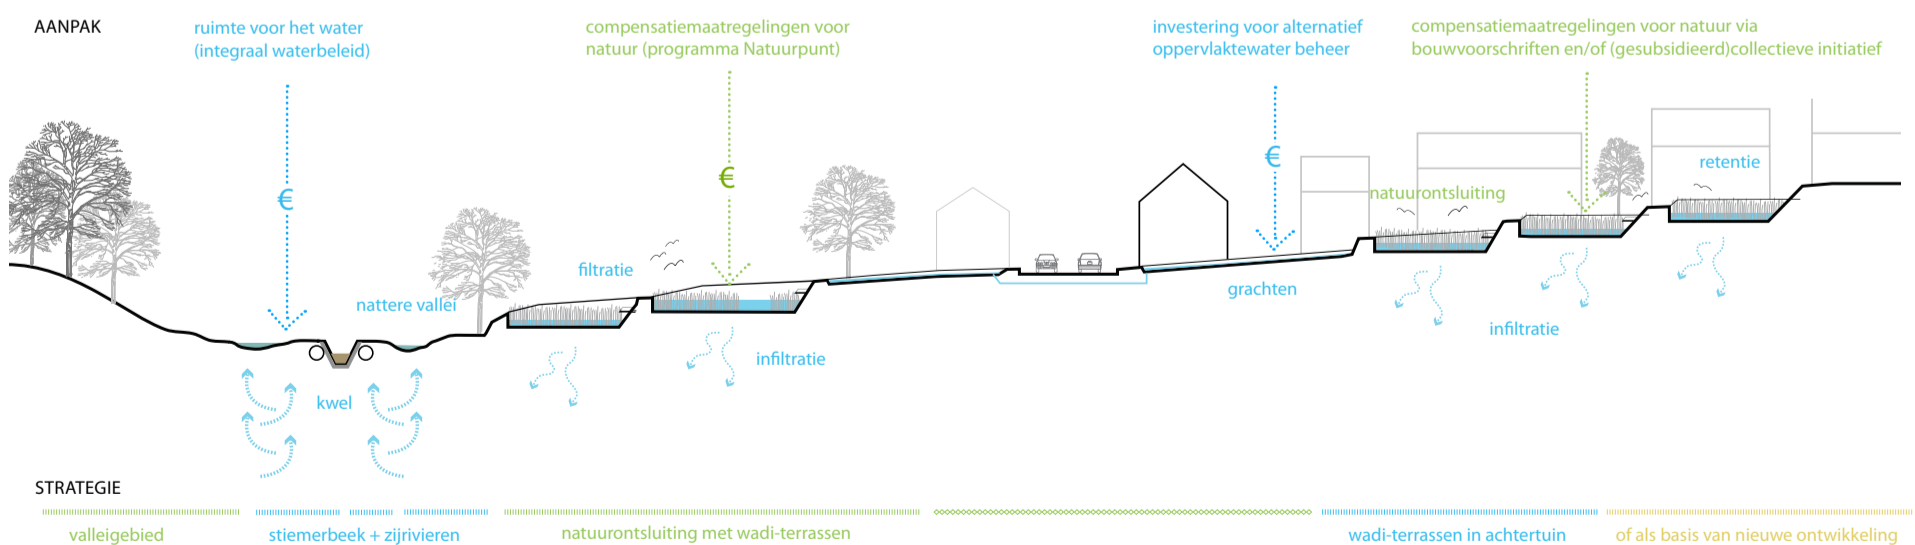 AANPAK
ruimte voor het water
(integraal waterbeleid)
compensatiemaatregelingen voor
natuur (programma Natuurpunt)
investering voor alternatief
oppervlaktewater beheer
compensatiemaatregelingen voor natuur via
bouwvoorschriften en/of (gesubsidieerd)collectieve initiatief
€
€
€
retentie
natuurontsluiting
filtratie
nattere vallei
grachten
infiltratie
infiltratie
kwel
STRATEGIE
valleigebied
stiemerbeek + zijrivieren
natuurontsluiting met wadi-terrassen
wadi-terrassen in achtertuin
of als basis van nieuwe ontwikkeling